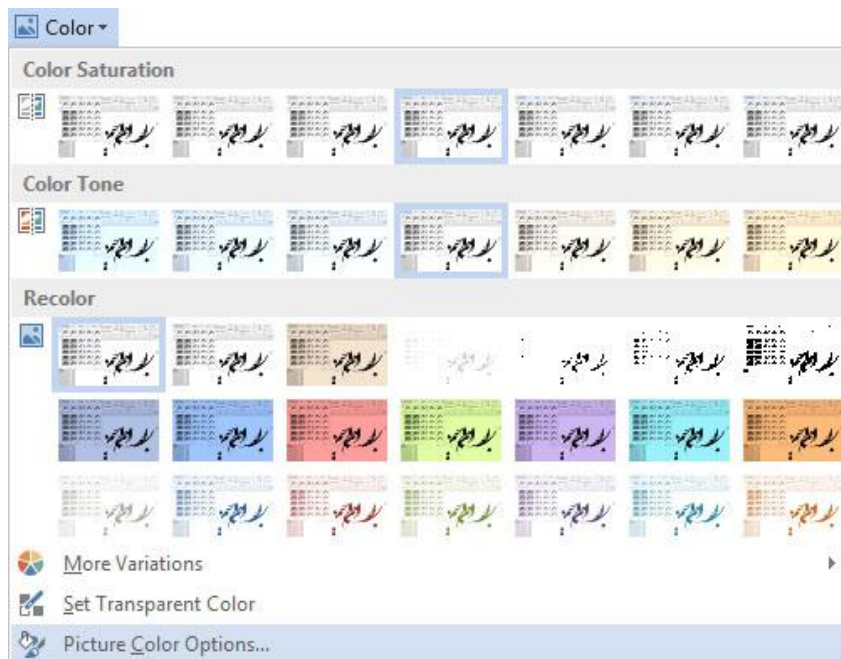 Color
Color Saturation
Color Tone
Recolor
More Variations
Set Transparent Color
Picture Color Options...